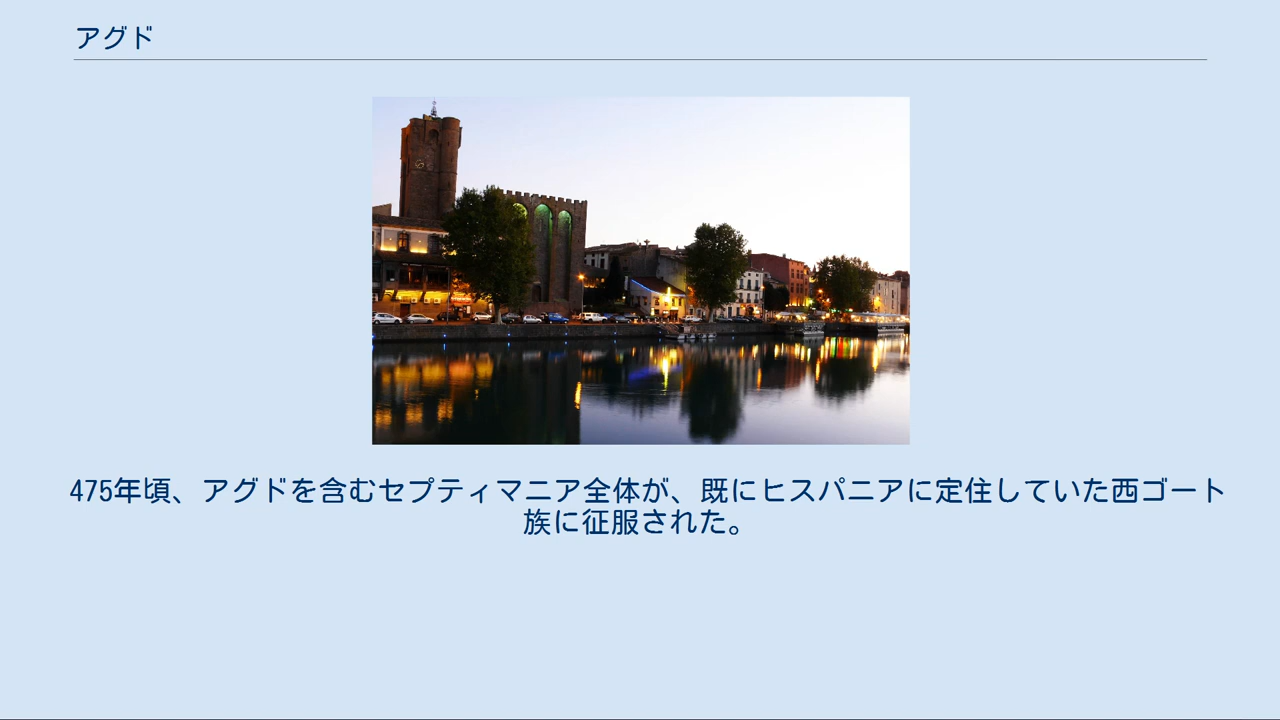 アグド
475年頃、アグドを含むセプティマニア全体が、既にヒスパニアに定住していた西ゴート
族に征服された。